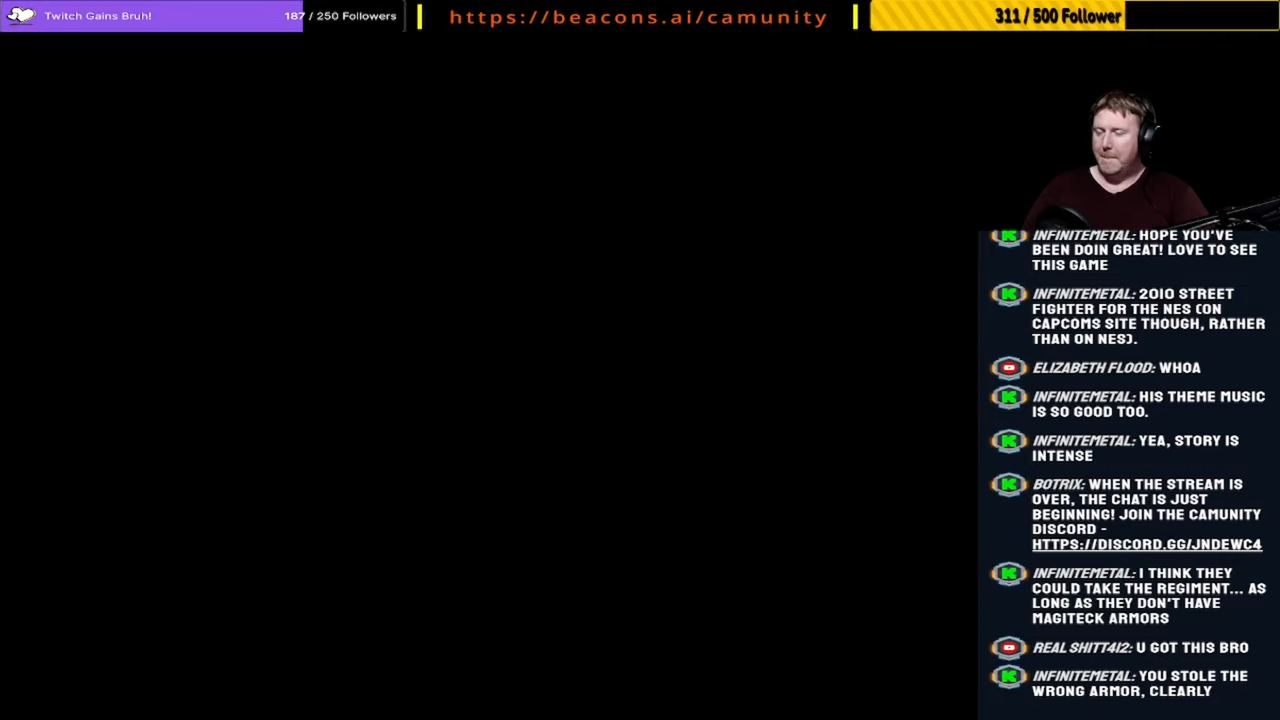 Twitch Gains Bruh!
187 / 250 Followers
https://beacons.ai/camunity
311 / 500 Follower
INFINITEMETAL: HOPE YOU'VE
BEEN DOIN GREAT! LOVE TO SEE
THIS GAME
INFINITEMETAL: 2010 STREET
FIGHTER FOR THE NES (ON
CAPCOMS SITE THOUGH, RATHER
THAN ON NES).
ELIZABETH FLOOD: WHOA
INFINITEMETAL: HIS THEME MUSIC
IS SO GOOD TOO.
INFINITEMETAL: YEA, STORY IS
INTENSE
BOTRIX: WHEN THE STREAM IS
OVER, THE CHAT IS JUST
BEGINNING! JOIN THE CAMUNITY
DISCORD -
HTTPS://DISCORD.GG/JNDEWC4
INFINITEMETAL: I THINK THEY
COULD TAKE THE REGIMENT... AS
LONG AS THEY DON'T HAVE
MAGITECK ARMORS
REAL SHITT412: U GOT THIS BRO
INFINITEMETAL: YOU STOLE THE
WRONG ARMOR, CLEARLY